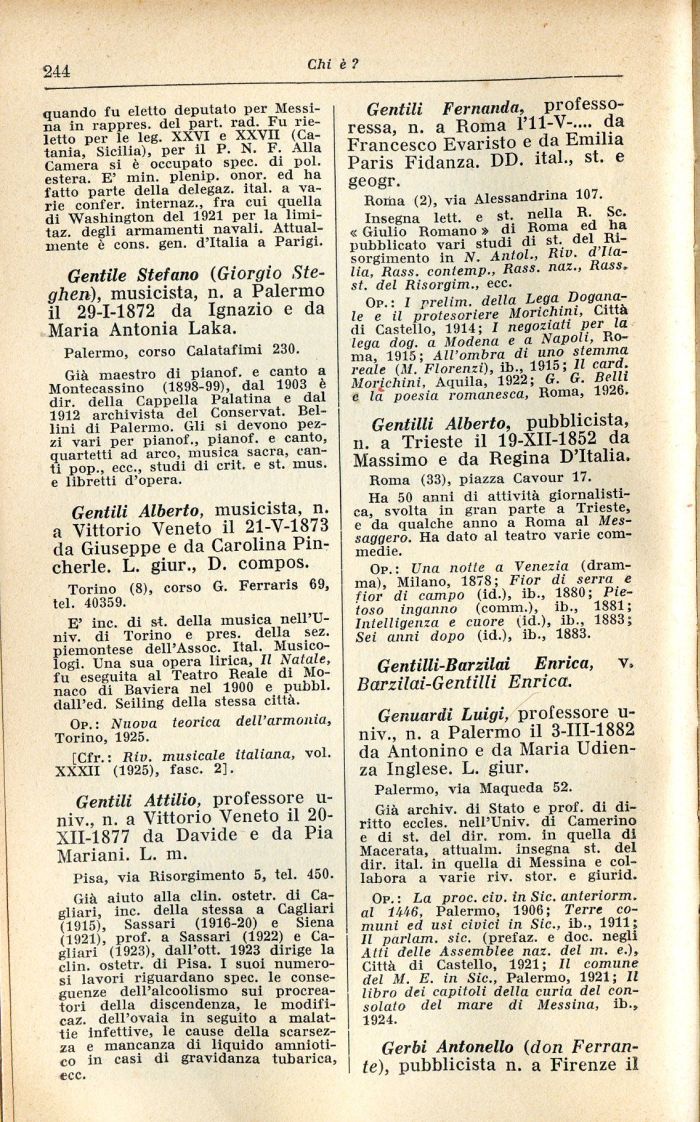 244
Chi è ?
quando fu eletto deputato per Messi-
na in rappres. del part. rad. Fu rie-
letto per le leg. XXVI e XXVII (Ca-
tania, Sicilia), per il P. N. F. Alla
Camera si è occupato spec. di pol.
estera. E' min. plenip. onor. ed ha
fatto parte della delegaz. ital. a va-
rie confer. internaz., fra cui quella
di Washington del 1921 per la limi-
taz. degli armamenti navali. Attual-
mente è cons. gen. d'Italia a Parigi.
Gentile Stefano (Giorgio Ste-
ghen), musicista, n. a Palermo
il 29-I-1872 da Ignazio e da
Maria Antonia Laka.
Palermo, corso Calatafimi 230.
Già maestro di pianof. e canto a
Montecassino (1898-99), dal 1903 è
dir. della Cappella Palatina e dal
1912 archivista del Conservat. Bel-
lini di Palermo. Gli si devono pez-
zi vari per pianof., pianof. e canto,
quartetti ad arco, musica sacra, can-
ti pop., ecc., studi di crit. e st. mus.
e libretti d'opera.
Gentili Alberto, musicista, n.
a Vittorio Veneto il 21-V-1873
da Giuseppe e da Carolina Pin-
cherle. L. giur., D. compos.
Torino (8), corso G. Ferraris 69,
tel. 40359.
E' inc. di st. della musica nell'U-
niv. di Torino e pres. della sez.
piemontese dell'Assoc. Ital. Musico-
logi. Una sua opera lirica, Il Natale,
fu eseguita al Teatro Reale di Mo-
naco di Baviera nel 1900 e pubbl.
dall'ed. Seiling della stessa città.
Op.: Nuova teorica dell'armonia,
Torino, 1925.
[Cfr.: Riv. musicale italiana, vol.
XXXII (1925), fasc. 2].
Gentili Attilio, professore u-
niv., n. a Vittorio Veneto il 20-
XII-1877 da Davide e da Pia
Mariani. L. m.
Pisa, via Risorgimento 5, tel. 450.
Già aiuto alla clin. ostetr. di Ca-
gliari, inc. della stessa a Cagliari
(1915), Sassari (1916-20) e Siena
(1921), prof. a Sassari (1922) e Ca-
gliari (1923), dall'ott. 1923 dirige la
clin. ostetr. di Pisa. I suoi numero-
si lavori riguardano spec. le conse-
guenze dell'alcoolismo sui procrea-
tori della discendenza, le modifi-
caz. dell'ovaia in seguito a malat-
tie infettive, le cause della scarsez-
za e mancanza di liquido amnioti-
co in casi di gravidanza tubarica,
ecc.
Gentili Fernanda, professo-
ressa, n. a Roma l'11-V-.... da
Francesco Evaristo e da Emilia
Paris Fidanza. DD. ital., st. e
geogr.
Roma (2), via Alessandrina 107.
Insegna lett. e st. nella R. Sc.
« Giulio Romano » di Roma ed ha
pubblicato vari studi di st. del Ri-
sorgimento in N. Antol., Riv. d'Ita-
lia, Rass. contemp., Rass. naz., Rass.
st. del Risorgim., ecc.
Op.: I prelim. della Lega Dogana-
le e il protesoriere Morichini, Città
di Castello, 1914; I negoziati per la
lega dog. a Modena e a Napoli, Ro-
ma, 1915; All'ombra di uno stemma
reale (M. Florenzi), ib., 1915; Il card.
Morichini, Aquila, 1922; G. G. Belli
e la poesia romanesca, Roma, 1926.
Gentilli Alberto, pubblicista,
n. a Trieste il 19-XII-1852 da
Massimo e da Regina D'Italia.
Roma (33), piazza Cavour 17.
Ha 50 anni di attività giornalisti-
ca, svolta in gran parte a Trieste,
e da qualche anno a Roma al Mes-
saggero. Ha dato al teatro varie com-
medie.
Op.: Una notte a Venezia (dram-
ma), Milano, 1878; Fior di serra e
fior di campo (id.), ib., 1880; Pie-
toso inganno (comm.), ib., 1881;
Intelligenza e cuore (id.), ib., 1883;
Sei anni dopo (id.), ib., 1883.
Gentilli-Barzilai Enrica, v.
Barzilai-Gentilli Enrica.
Genuardi Luigi, professore u-
niv., n. a Palermo il 3-III-1882
da Antonino e da Maria Udien-
za Inglese. L. giur.
Palermo, via Maqueda 52.
Già archiv. di Stato e prof. di di-
ritto eccles. nell'Univ. di Camerino
e di st. del dir. rom. in quella di
Macerata, attualm. insegna st. del
dir. ital. in quella di Messina e col-
labora a varie riv. stor. e giurid.
Op.: La proc. civ. in Sic. anteriorm.
al 1446, Palermo, 1906; Terre co-
muni ed usi civici in Sic., ib., 1911;
Il parlam. sic. (prefaz. e doc. negli
Atti delle Assemblee naz. del m. e.),
Città di Castello, 1921; Il comune
del M. E. in Sic., Palermo, 1921; Il
libro dei capitoli della curia del con-
solato del mare di Messina, ib.,
1924.
Gerbi Antonello (don Ferran-
te), pubblicista n. a Firenze il